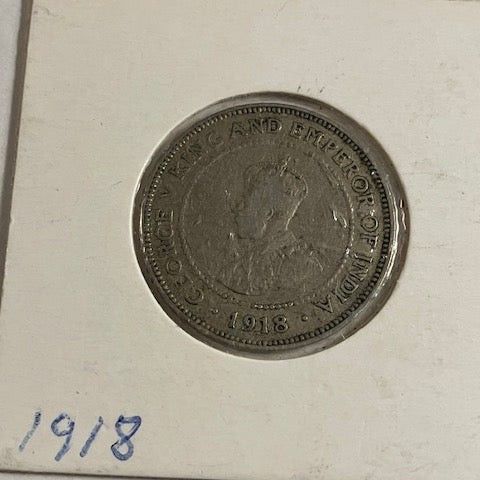 GEORGE V KING AND EMPEROR OF INDIA
· 1918 ·
1918